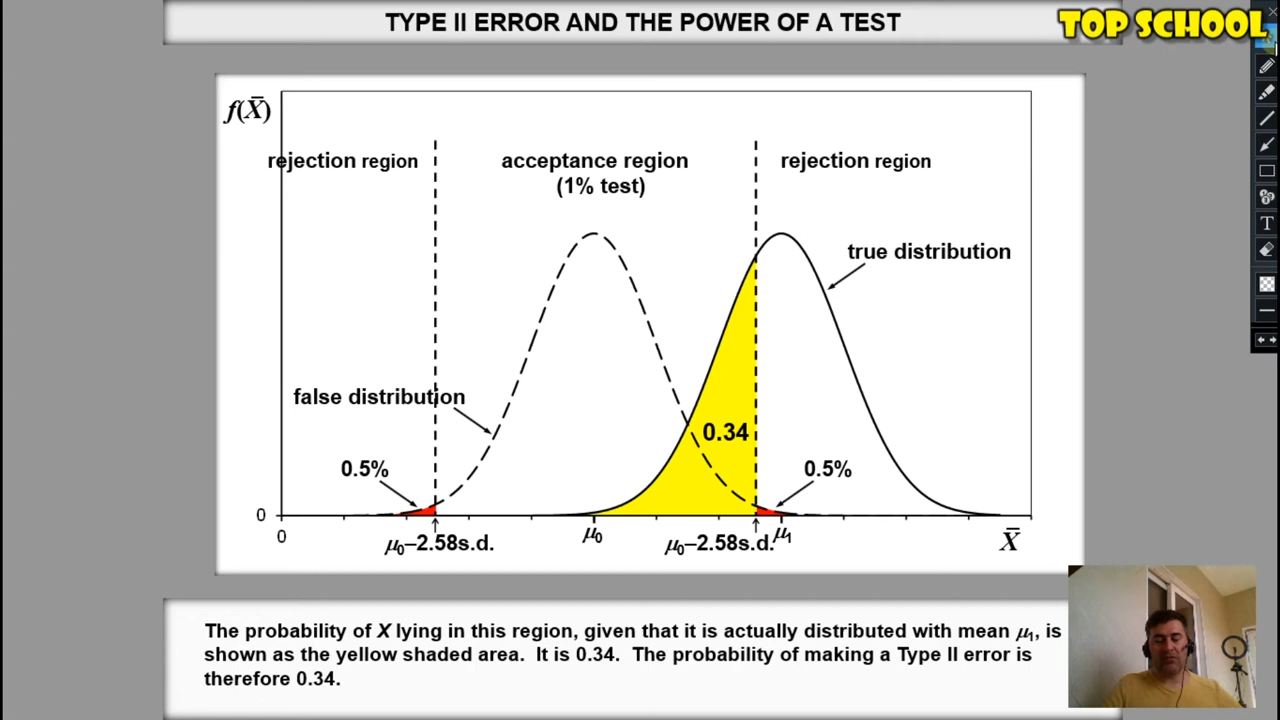 TYPE II ERROR AND THE POWER OF A TEST
TOP SCHOOL
f(X̄)
rejection region
acceptance region
(1% test)
rejection region
true distribution
false distribution
0.34
0.5%
0.5%
0
0
μ0–2.58s.d.
μ0
μ0–2.58s.d.
μ1
X̄
T
The probability of X lying in this region, given that it is actually distributed with mean μ1, is
shown as the yellow shaded area. It is 0.34. The probability of making a Type II error is
therefore 0.34.